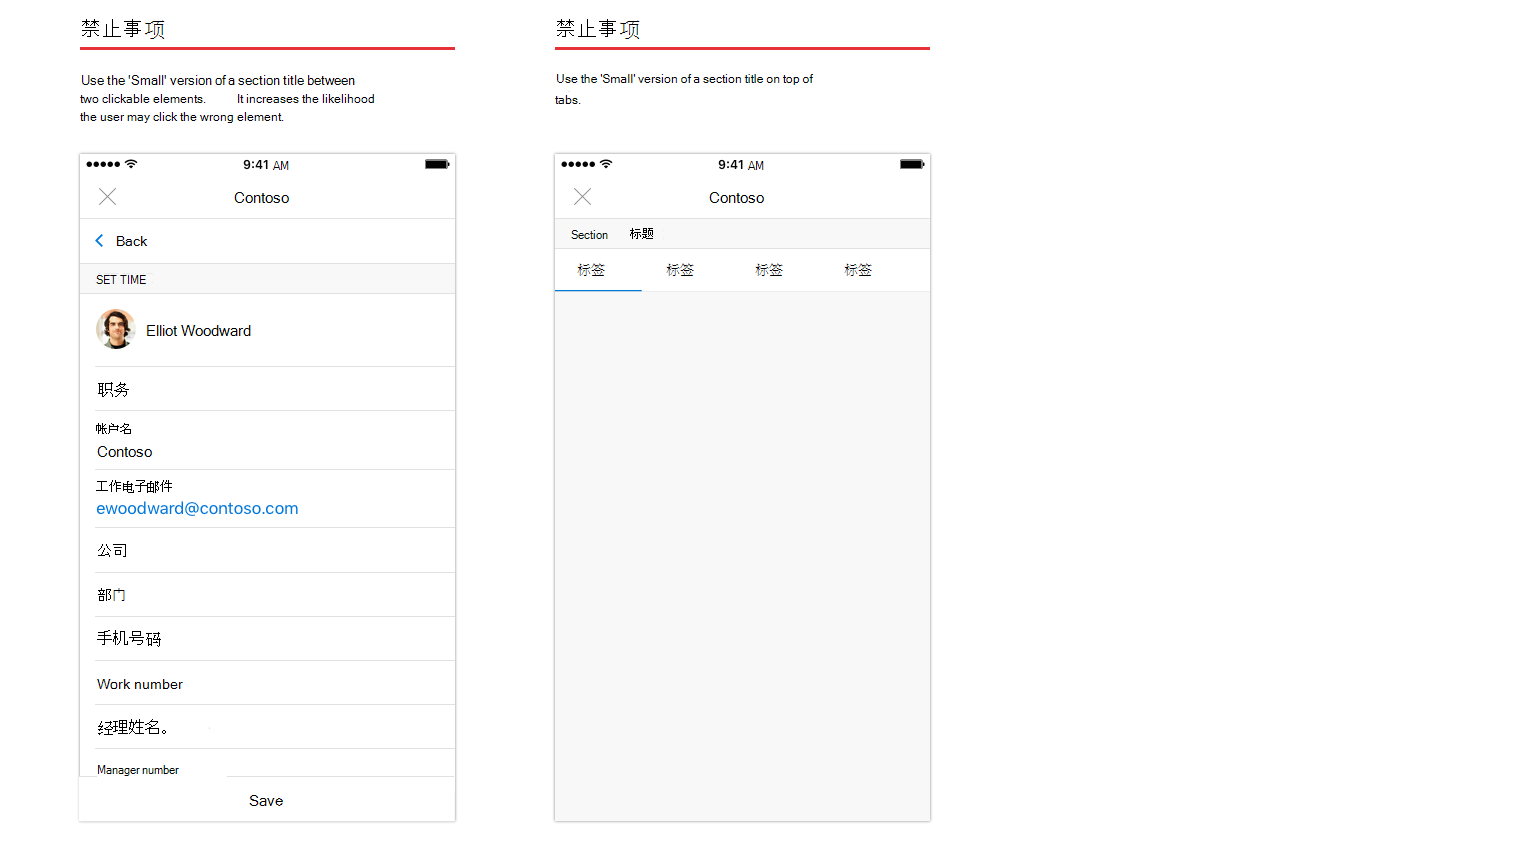 禁止事项
Use the 'Small' version of a section title between
two clickable elements. It increases the likelihood
the user may click the wrong element.
9:41 AM
Contoso
Back
SET TIME
Elliot Woodward
职务
帐户名
Contoso
工作电子邮件
ewoodward@contoso.com
公司
部门
手机号码
Work number
经理姓名。
Manager number
Save
禁止事项
Use the 'Small' version of a section title on top of
tabs.
9:41 AM
Contoso
Section 标题
标签 标签 标签 标签